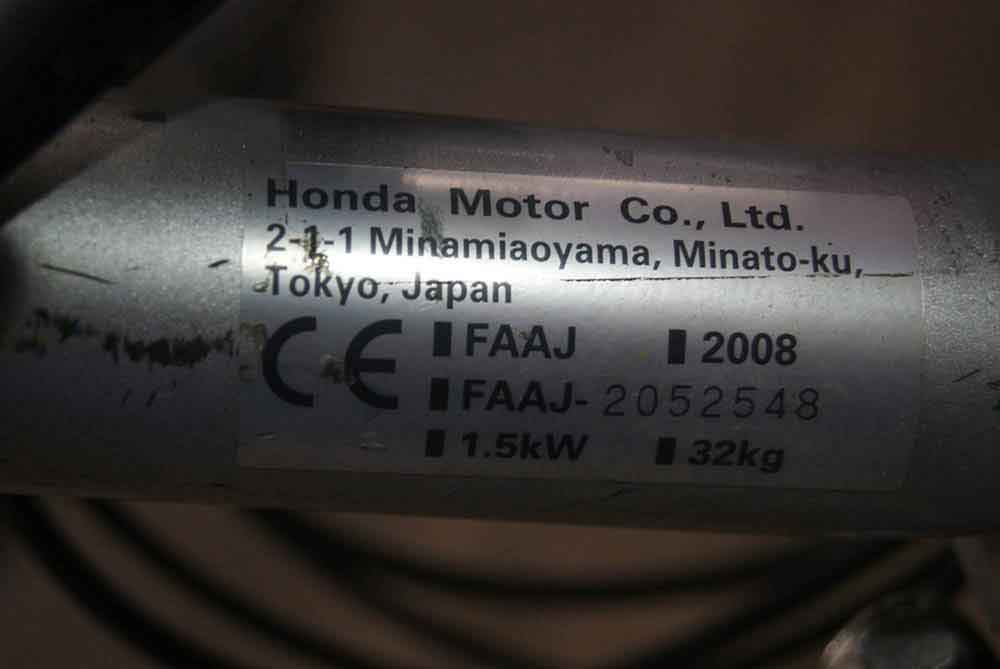 Honda Motor Co., Ltd.
2-1-1 Minamiaoyama, Minato-ku,
Tokyo, Japan
CE FAAJ 2008
FAAJ-2052548
1.5kW 32kg